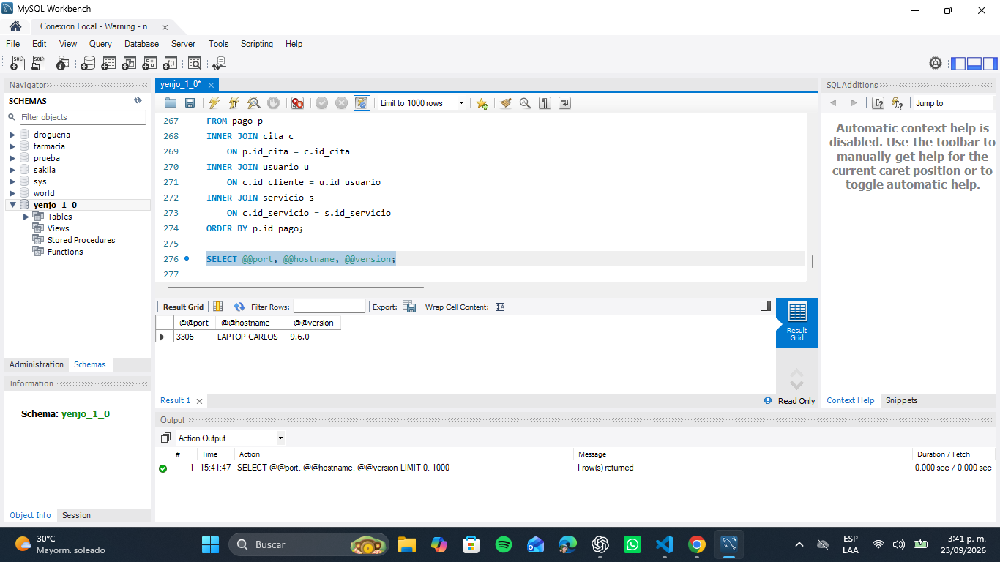 MySQL Workbench
Conexion Local - Warning - n...
File Edit View Query Database Server Tools Scripting Help
Navigator
SCHEMAS
Filter objects
drogueria
farmacia
prueba
sakila
sys
world
yenjo_1_0
Tables
Views
Stored Procedures
Functions
Administration Schemas
Information
Schema: yenjo_1_0
Object Info Session
yenjo_1_0*
Limit to 1000 rows
267 FROM pago p
268 INNER JOIN cita c
269 ON p.id_cita = c.id_cita
270 INNER JOIN usuario u
271 ON c.id_cliente = u.id_usuario
272 INNER JOIN servicio s
273 ON c.id_servicio = s.id_servicio
274 ORDER BY p.id_pago;
275
276 SELECT @@port, @@hostname, @@version;
277
Result Grid Filter Rows: Export: Wrap Cell Content:
@@port @@hostname @@version
3306 LAPTOP-CARLOS 9.6.0
Result
Grid
Result 1
Read Only
Output
Action Output
# Time Action Message Duration / Fetch
1 15:41:47 SELECT @@port, @@hostname, @@version LIMIT 0, 1000 1 row(s) returned 0.000 sec / 0.000 sec
SQLAdditions
Jump to
Automatic context help is
disabled. Use the toolbar to
manually get help for the
current caret position or to
toggle automatic help.
Context Help Snippets
30°C
Mayorm. soleado
Buscar
ESP
LAA
3:41 p. m.
23/09/2026